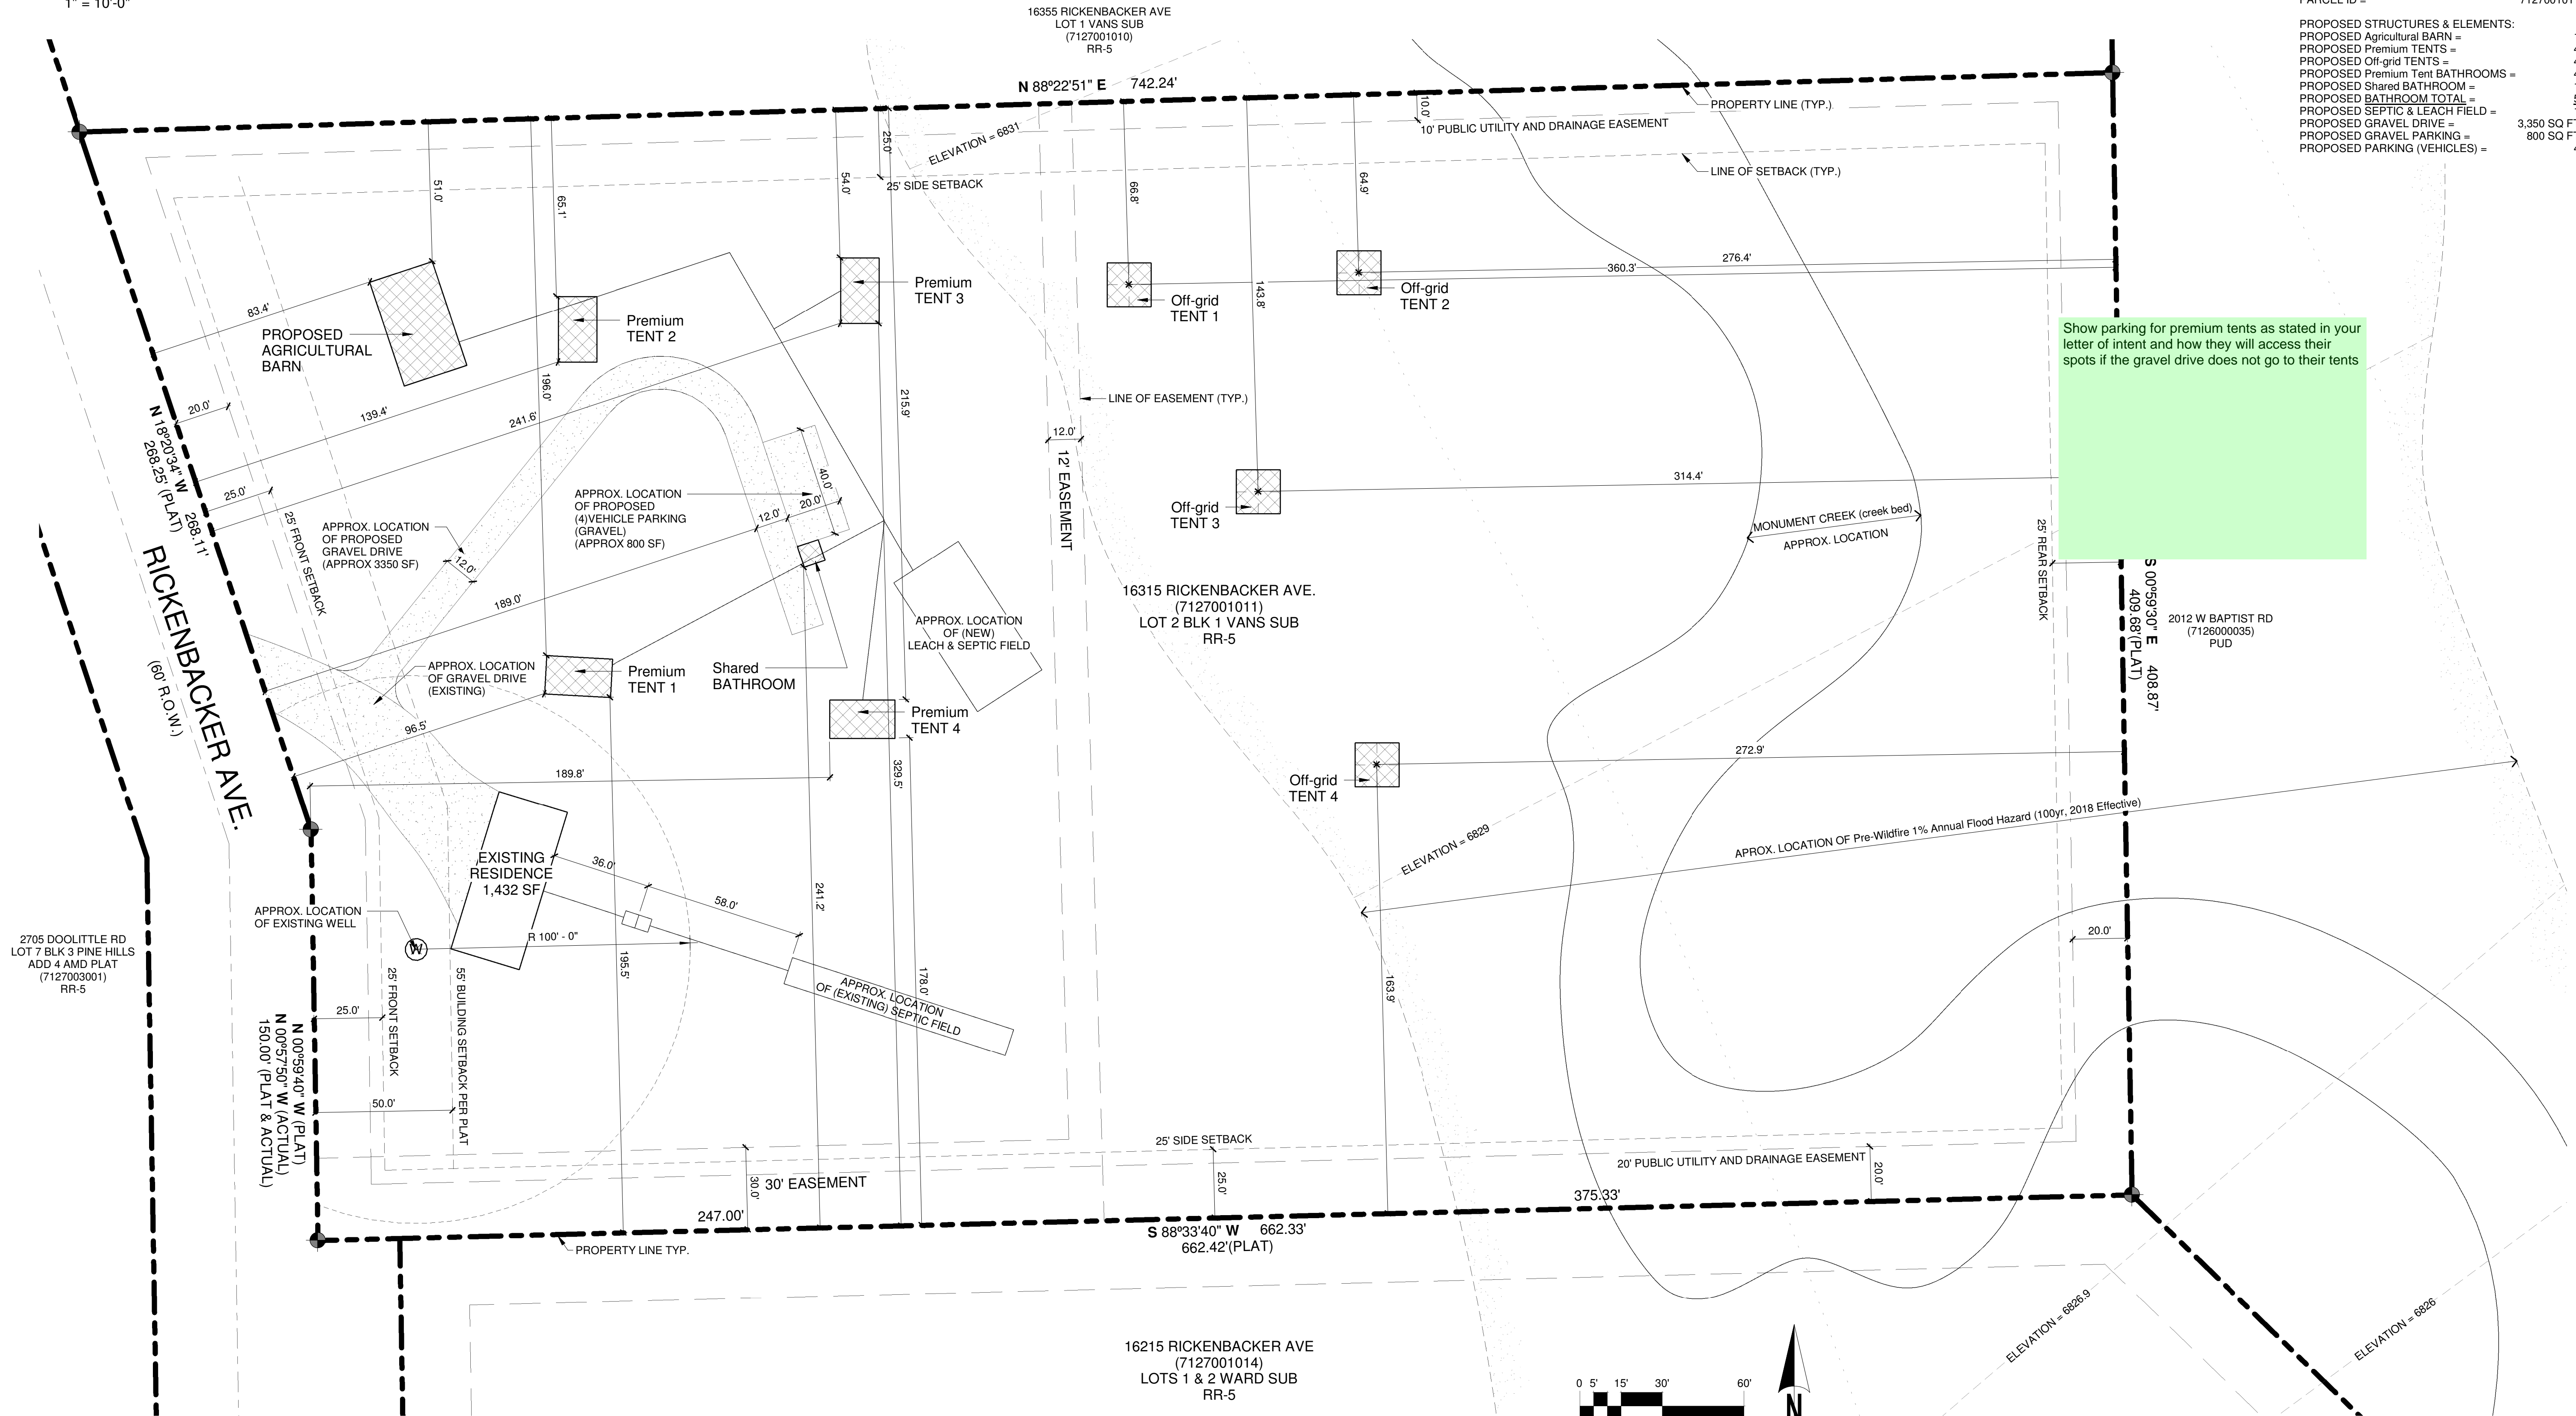 1" = 10'-0"
16355 RICKENBACKER AVE
LOT 1 VANS SUB
(7127001010)
RR-5
PARCEL ID =
PROPOSED STRUCTURES & ELEMENTS:
PROPOSED Agricultural BARN =
PROPOSED Premium TENTS =
PROPOSED Off-grid TENTS =
PROPOSED Premium Tent BATHROOMS =
PROPOSED Shared BATHROOM =
PROPOSED BATHROOM TOTAL =
PROPOSED SEPTIC & LEACH FIELD =
PROPOSED GRAVEL DRIVE = 3,350 SQ FT
PROPOSED GRAVEL PARKING = 800 SQ FT
PROPOSED PARKING (VEHICLES) =
N 88º22'51" E 742.24'
PROPERTY LINE (TYP.)
10.0'
10' PUBLIC UTILITY AND DRAINAGE EASEMENT
ELEVATION = 6831
25.0'
25' SIDE SETBACK
LINE OF SETBACK (TYP.)
51.0'
65.1'
54.0'
66.8'
64.9'
276.4'
360.3'
143.8'
Premium
TENT 3
Off-grid
TENT 1
Off-grid
TENT 2
83.4'
PROPOSED
AGRICULTURAL
BARN
Premium
TENT 2
Show parking for premium tents as stated in your
letter of intent and how they will access their
spots if the gravel drive does not go to their tents
20.0'
139.4'
241.6'
196.0'
215.9'
LINE OF EASEMENT (TYP.)
12.0'
12' EASEMENT
N 18º20'34" W 268.11'
268.25' (PLAT)
25.0'
25' FRONT SETBACK
APPROX. LOCATION
OF PROPOSED
GRAVEL DRIVE
(APPROX 3350 SF)
12.0'
APPROX. LOCATION
OF PROPOSED
(4)VEHICLE PARKING
(GRAVEL)
(APPROX 800 SF)
40.0'
12.0'
20.0'
314.4'
Off-grid
TENT 3
MONUMENT CREEK (creek bed)
APPROX. LOCATION
25' REAR SETBACK
S 00º59'30" E 408.87'
409.68'(PLAT)
189.0'
16315 RICKENBACKER AVE.
(7127001011)
LOT 2 BLK 1 VANS SUB
RR-5
2012 W BAPTIST RD
(7126000035)
PUD
RICKENBACKER AVE.
(60' R.O.W.)
APPROX. LOCATION
OF GRAVEL DRIVE
(EXISTING)
Premium
TENT 1
Shared
BATHROOM
APPROX. LOCATION
OF (NEW)
LEACH & SEPTIC FIELD
Premium
TENT 4
96.5'
189.8'
329.5'
272.9'
Off-grid
TENT 4
APROX. LOCATION OF Pre-Wildfire 1% Annual Flood Hazard (100yr, 2018 Effective)
ELEVATION = 6829
EXISTING
RESIDENCE
1,432 SF
36.0'
58.0'
241.2'
APPROX. LOCATION
OF EXISTING WELL
W
R 100' - 0"
195.5'
178.0'
163.9'
20.0'
APPROX. LOCATION
OF (EXISTING) SEPTIC FIELD
2705 DOOLITTLE RD
LOT 7 BLK 3 PINE HILLS
ADD 4 AMD PLAT
(7127003001)
RR-5
25.0'
25' FRONT SETBACK
55' BUILDING SETBACK PER PLAT
50.0'
N 00º59'40" W (PLAT)
N 00º57'50" W (ACTUAL)
150.00' (PLAT & ACTUAL)
25' SIDE SETBACK
20' PUBLIC UTILITY AND DRAINAGE EASEMENT
20.0'
30.0'
30' EASEMENT
25.0'
247.00'
375.33'
S 88º33'40" W 662.33'
662.42'(PLAT)
PROPERTY LINE TYP.
ELEVATION = 6826.9
ELEVATION = 6826
16215 RICKENBACKER AVE
(7127001014)
LOTS 1 & 2 WARD SUB
RR-5
0 5' 15' 30' 60'
N